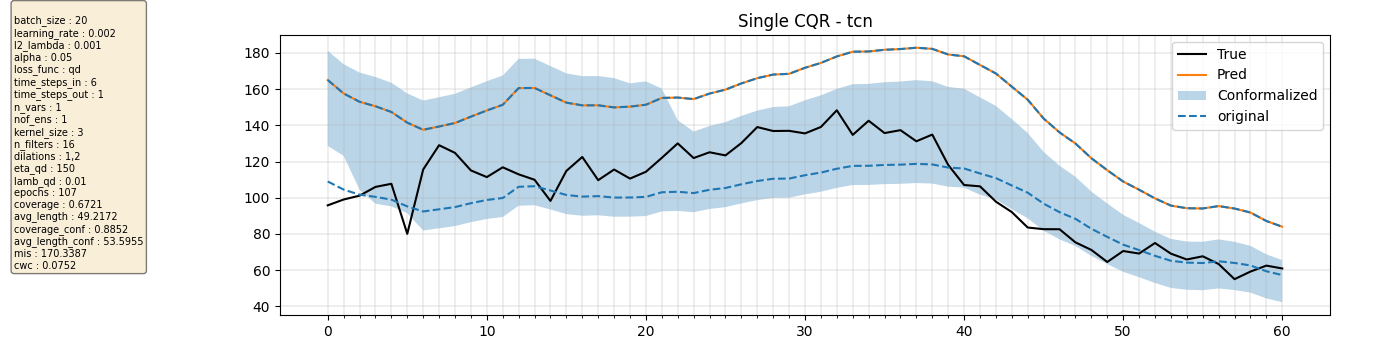 batch_size : 20
learning_rate : 0.002
l2_lambda : 0.001
alpha : 0.05
loss_func : qd
time_steps_in : 6
time_steps_out : 1
n_vars : 1
nof_ens : 1
kernel_size : 3
n_filters : 16
dilations : 1,2
eta_qd : 150
lamb_qd : 0.01
epochs : 107
coverage : 0.6721
avg_length : 49.2172
coverage_conf : 0.8852
avg_length_conf : 53.5955
mis : 170.3387
cwc : 0.0752
Single CQR - tcn
180
160
140
120
100
80
60
40
0 10 20 30 40 50 60
True
Pred
Conformalized
original